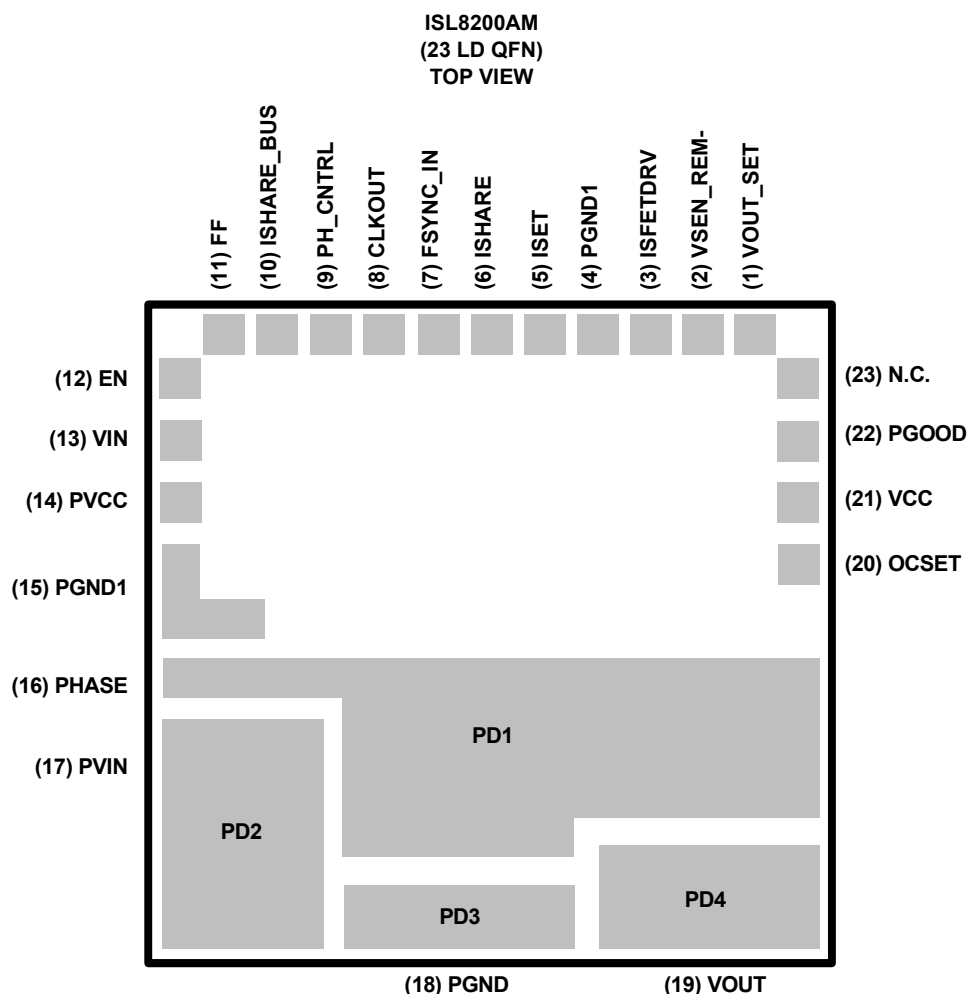 ISL8200AM
(23 LD QFN)
TOP VIEW
(11) FF
(10) ISHARE_BUS
(9) PH_CNTRL
(8) CLKOUT
(7) FSYNC_IN
(6) ISHARE
(5) ISET
(4) PGND1
(3) ISFETDRV
(2) VSEN_REM-
(1) VOUT_SET
(12) EN
(23) N.C.
(13) VIN
(22) PGOOD
(14) PVCC
(21) VCC
(15) PGND1
(20) OCSET
(16) PHASE
PD1
(17) PVIN
PD2
PD3
PD4
(18) PGND
(19) VOUT